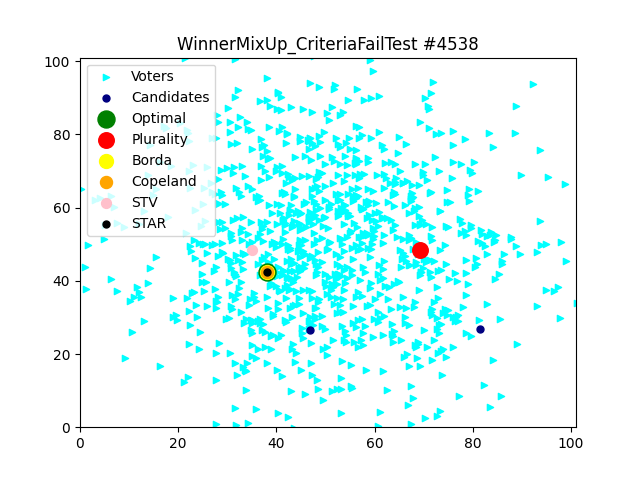 WinnerMixUp_CriteriaFailTest #4538
100
80
60
40
20
0
Voters
Candidates
Optimal
Plurality
Borda
Copeland
STV
STAR
0 20 40 60 80 100